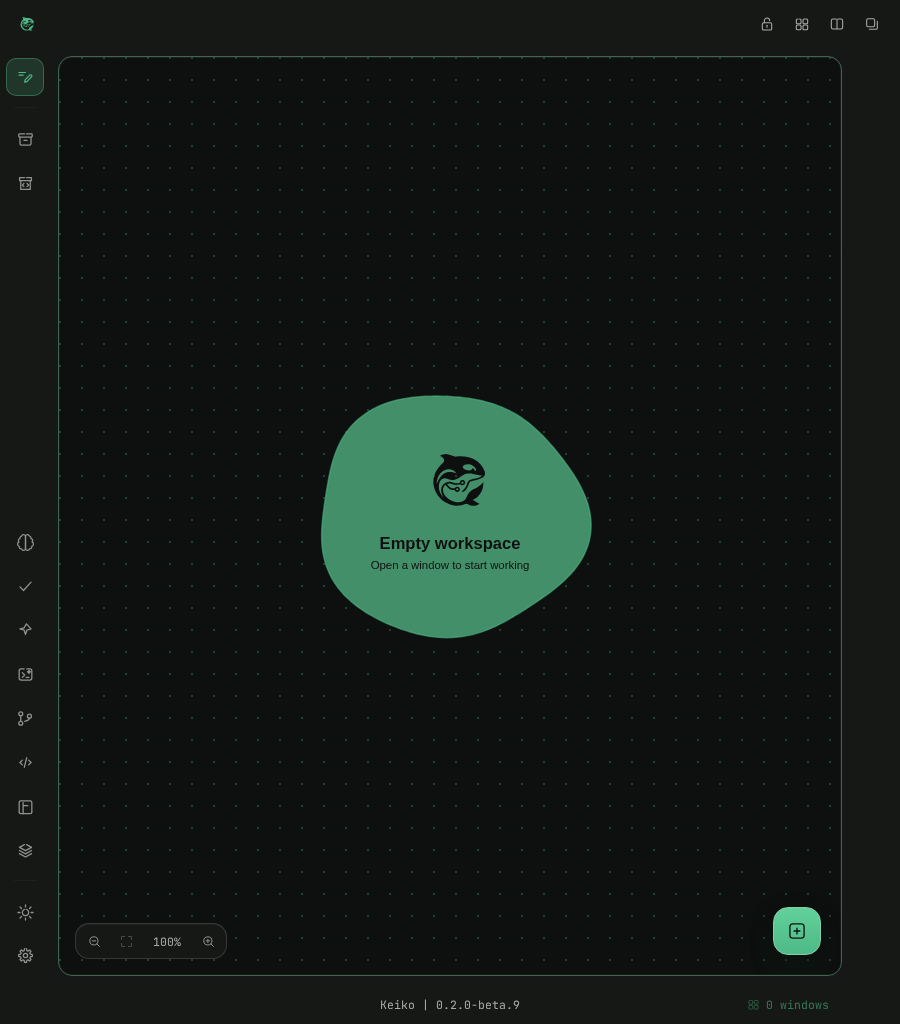 Empty workspace
Open a window to start working
100%
Keiko | 0.2.0-beta.9
0 windows